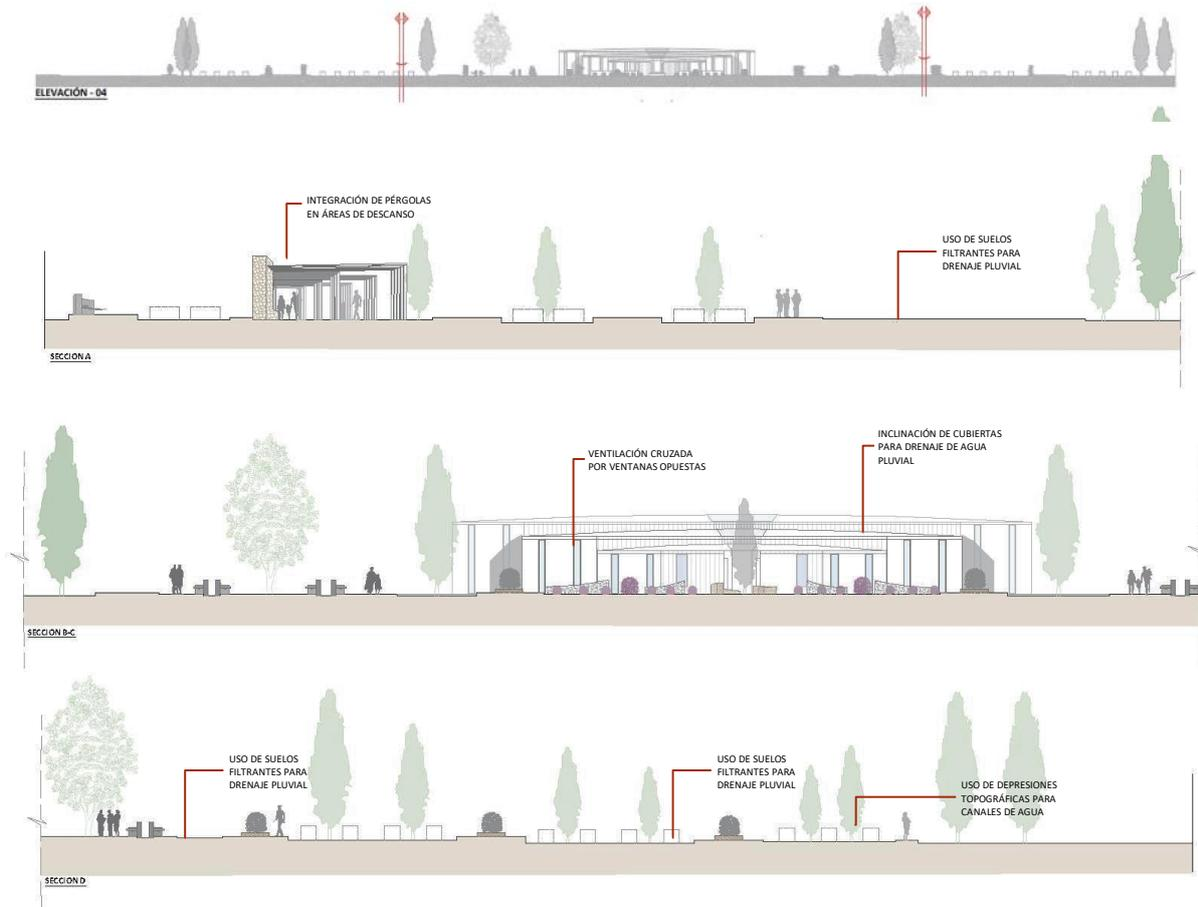 ELEVACIÓN - 04
INTEGRACIÓN DE PÉRGOLAS
EN ÁREAS DE DESCANSO
USO DE SUELOS
FILTRANTES PARA
DRENAJE PLUVIAL
SECCION A
INCLINACIÓN DE CUBIERTAS
PARA DRENAJE DE AGUA
PLUVIAL
VENTILACIÓN CRUZADA
POR VENTANAS OPUESTAS
SECCION B-C
USO DE SUELOS
FILTRANTES PARA
DRENAJE PLUVIAL
USO DE SUELOS
FILTRANTES PARA
DRENAJE PLUVIAL
USO DE DEPRESIONES
TOPOGRÁFICAS PARA
CANALES DE AGUA
SECCION D